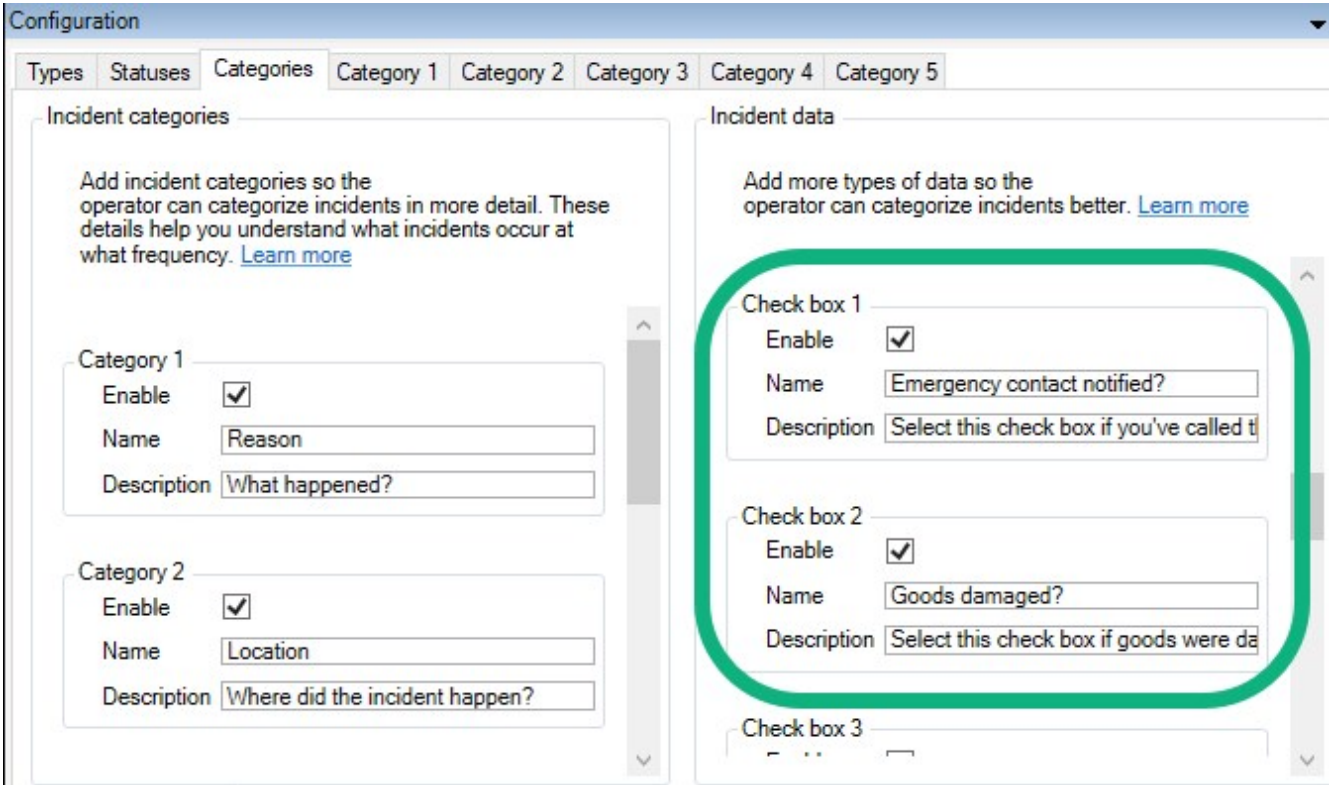 Configuration
Types Statuses Categories Category 1 Category 2 Category 3 Category 4 Category 5
Incident categories
Add incident categories so the
operator can categorize incidents in more detail. These
details help you understand what incidents occur at
what frequency. Learn more
Category 1
Enable
Name Reason
Description What happened?
Category 2
Enable
Name Location
Description Where did the incident happen?
Incident data
Add more types of data so the
operator can categorize incidents better. Learn more
Check box 1
Enable
Name Emergency contact notified?
Description Select this check box if you've called
Check box 2
Enable
Name Goods damaged?
Description Select this check box if goods were
Check box 3